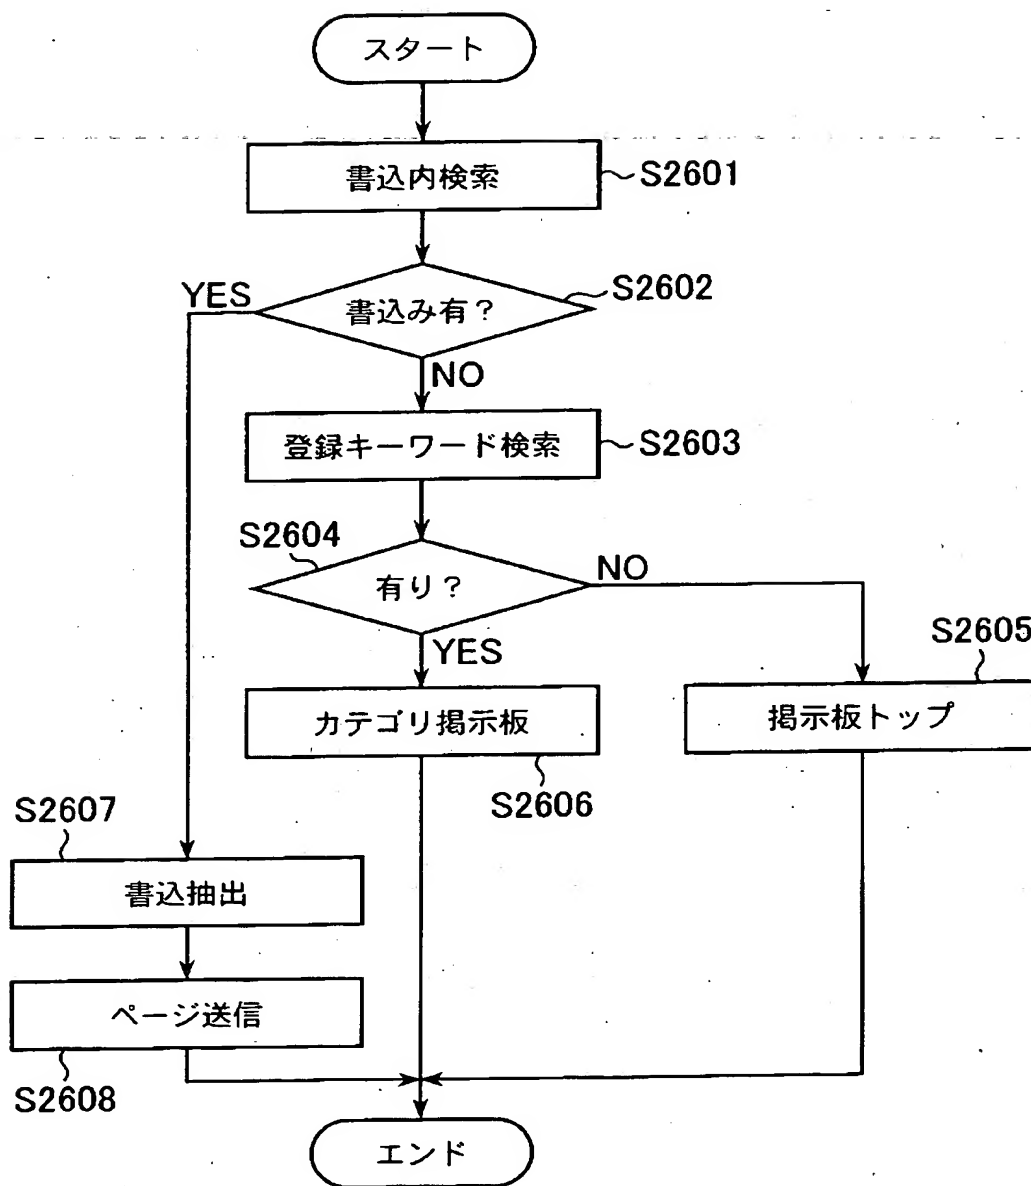 スタート
書込内検索
S2601
書込み有？
S2602
YES
NO
登録キーワード検索
S2603
S2604
有り？
NO
YES
S2605
カテゴリ掲示板
掲示板トップ
S2606
S2607
書込抽出
ページ送信
S2608
エンド